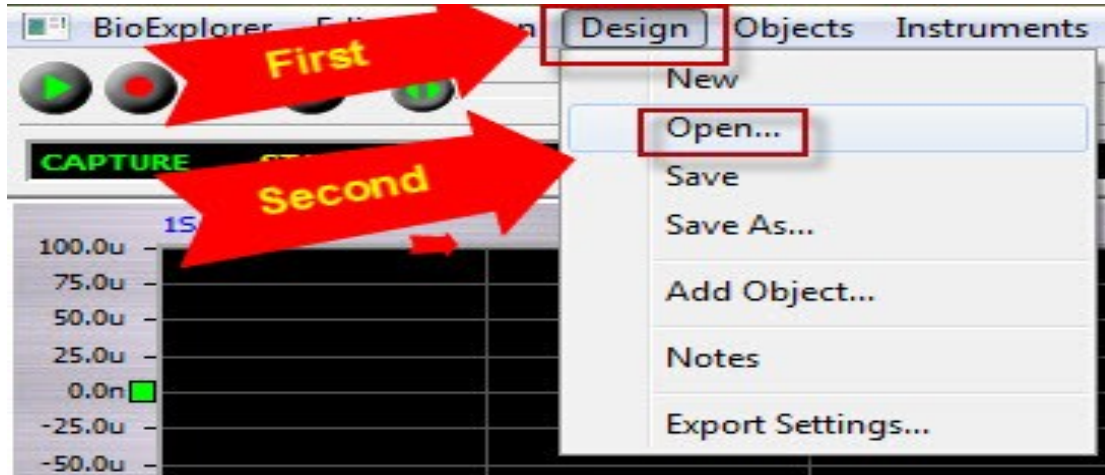 BioExplorer Design Objects Instruments
First
New
Open...
CAPTURE
Second
Save
Save As...
15
100.0u
75.0u
50.0u
25.0u
0.0n
-25.0u
-50.0u
Add Object...
Notes
Export Settings...